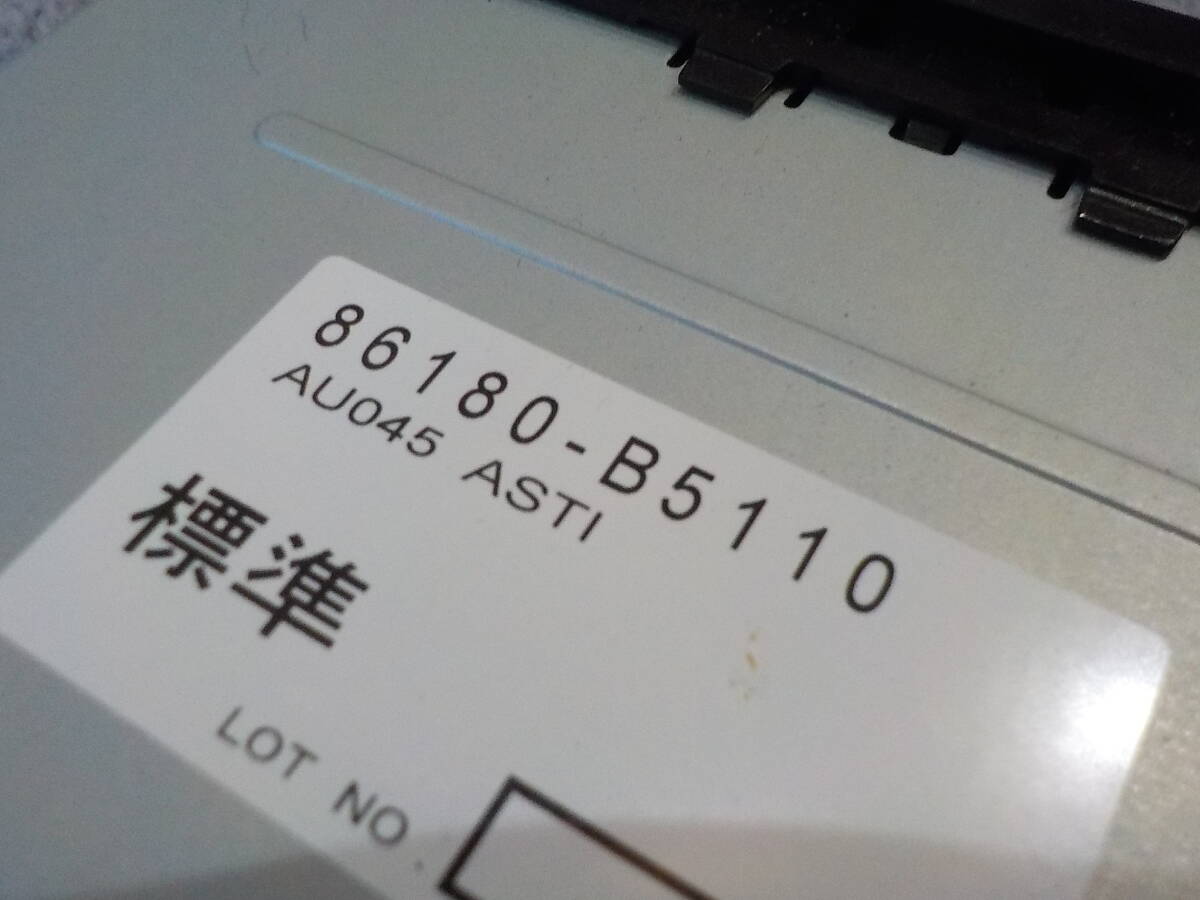 86180-B5110
AU045 ASTI
標準
LOT NO.